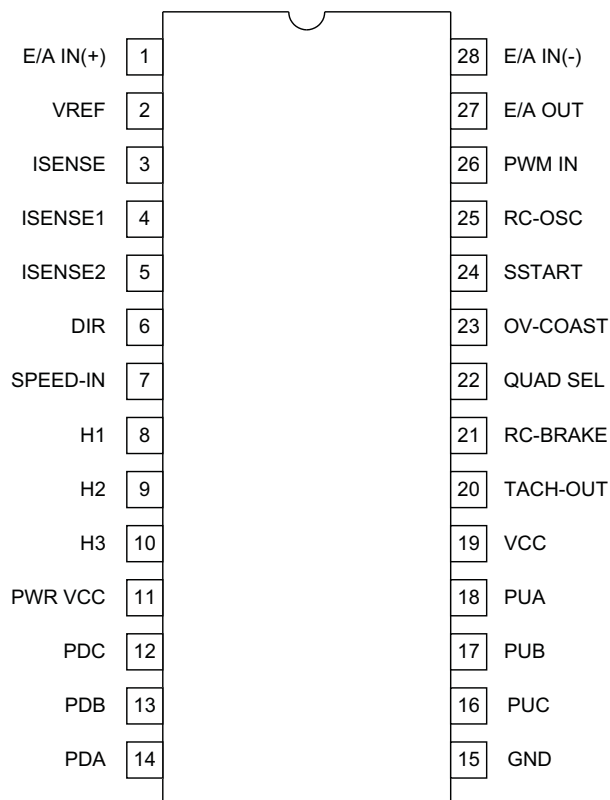 E/A IN(+) 1 28 E/A IN(-)
VREF 2 27 E/A OUT
ISENSE 3 26 PWM IN
ISENSE1 4 25 RC-OSC
ISENSE2 5 24 SSTART
DIR 6 23 OV-COAST
SPEED-IN 7 22 QUAD SEL
H1 8 21 RC-BRAKE
H2 9 20 TACH-OUT
H3 10 19 VCC
PWR VCC 11 18 PUA
PDC 12 17 PUB
PDB 13 16 PUC
PDA 14 15 GND